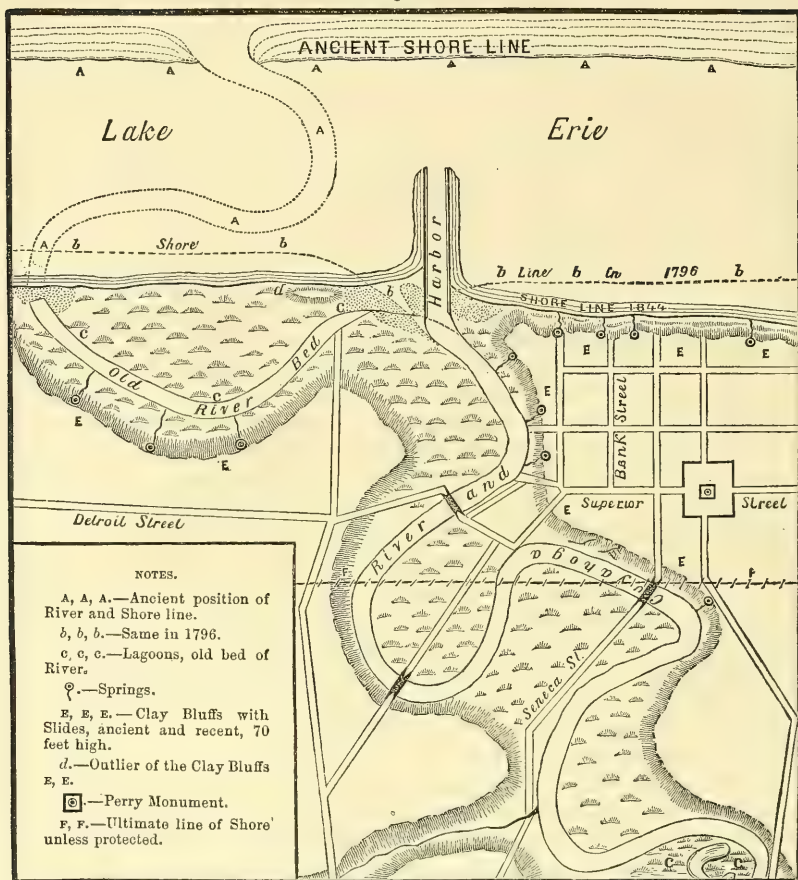 ANCIENT SHORE LINE
A A A A A A
Lake Erie
A
A
A b Shore b
b Line b In 1796 b
Harbor
SHORE LINE 1844
d b
c
c
c
Old River Bed
E
E
E E E
E
Bank Street
Superior Street
E
E
Detroit Street
River and Cuyahoga
F F
Seneca St.
C C
NOTES.
A, A, A.—Ancient position of
River and Shore line.
b, b, b.—Same in 1796.
c, c, c.—Lagoons, old bed of
River.
.—Springs.
E, E, E.—Clay Bluffs with
Slides, ancient and recent, 70
feet high.
d.—Outlier of the Clay Bluffs
E, E.
.—Perry Monument.
F, F.—Ultimate line of Shore
unless protected.